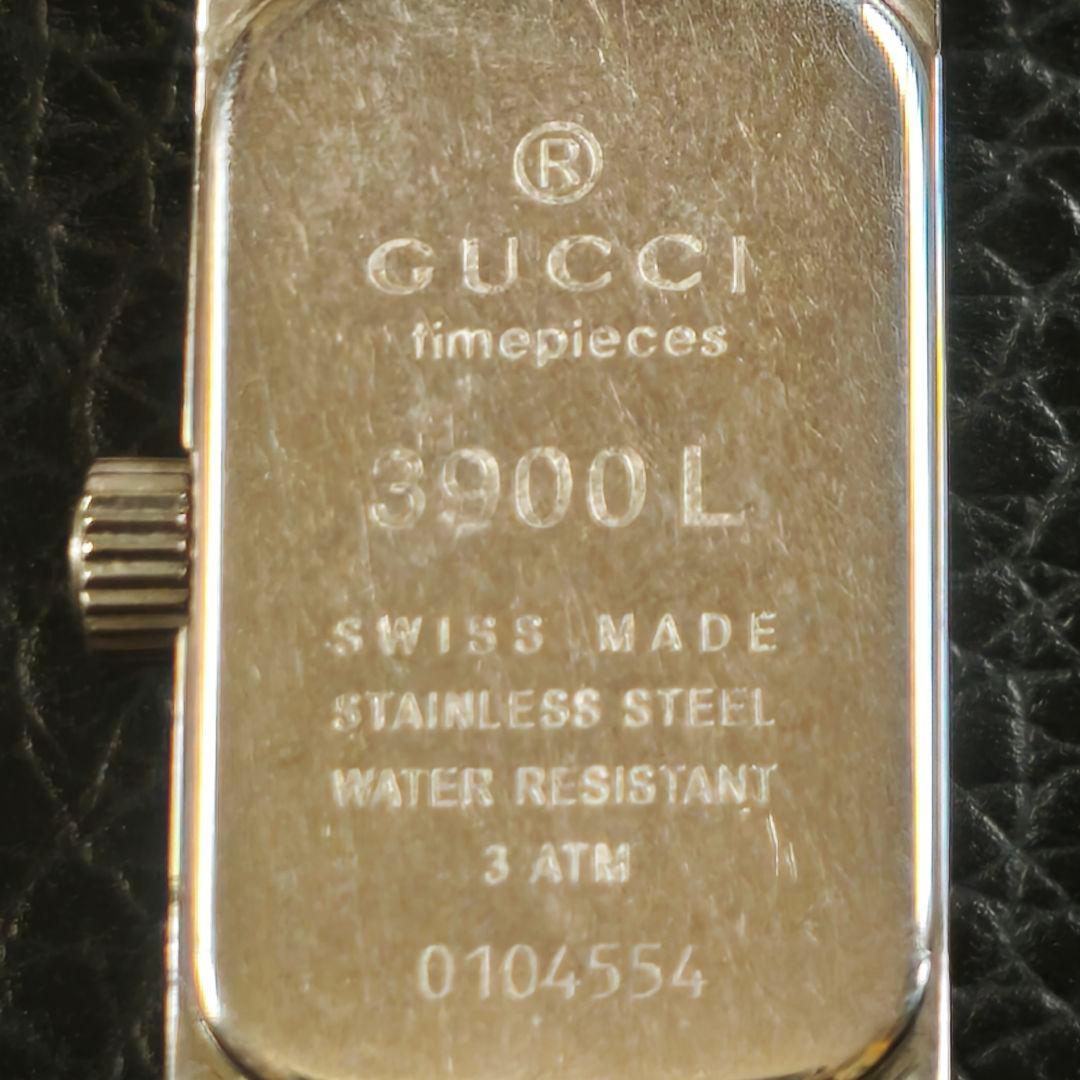 ®
GUCCI
timepieces
3900 L
SWISS MADE
STAINLESS STEEL
WATER RESISTANT
3 ATM
0104554